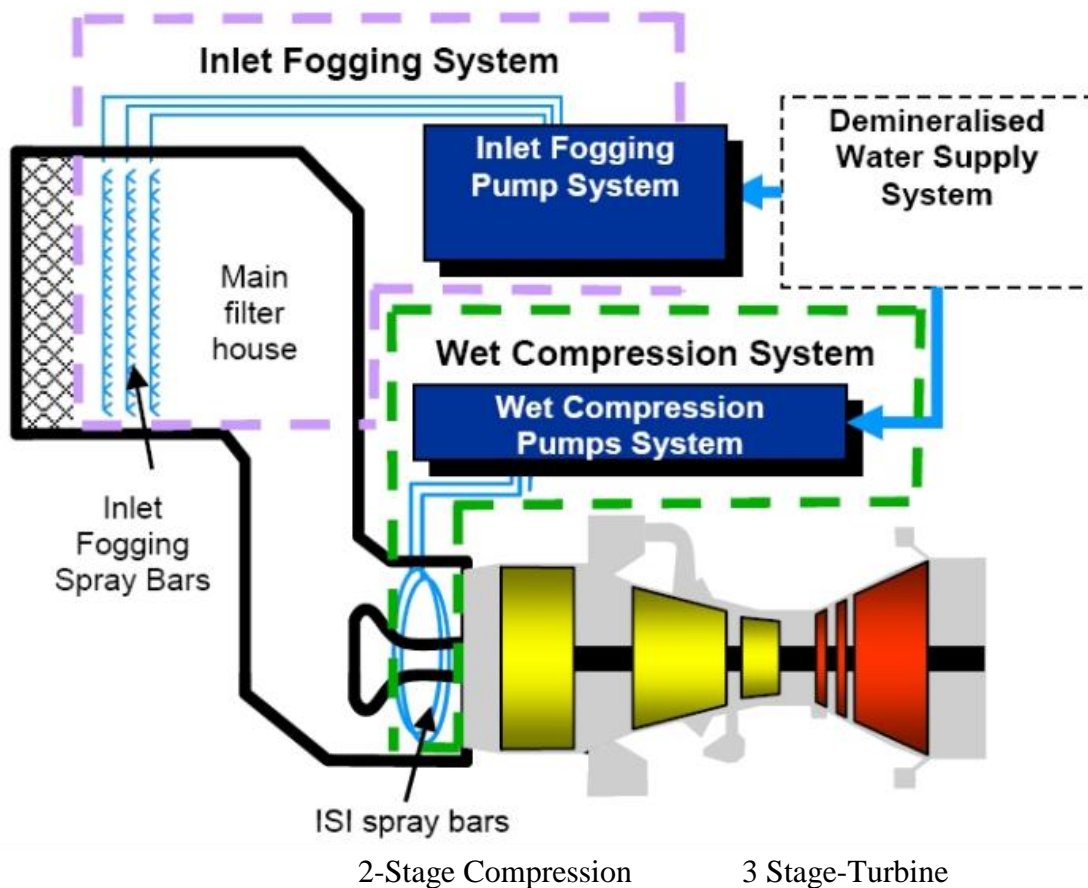 Inlet Fogging System
Inlet Fogging
Pump System
Demineralised
Water Supply
System
Main
filter
house
Wet Compression System
Wet Compression
Pumps System
Inlet
Fogging
Spray Bars
ISI spray bars
2-Stage Compression
3 Stage-Turbine